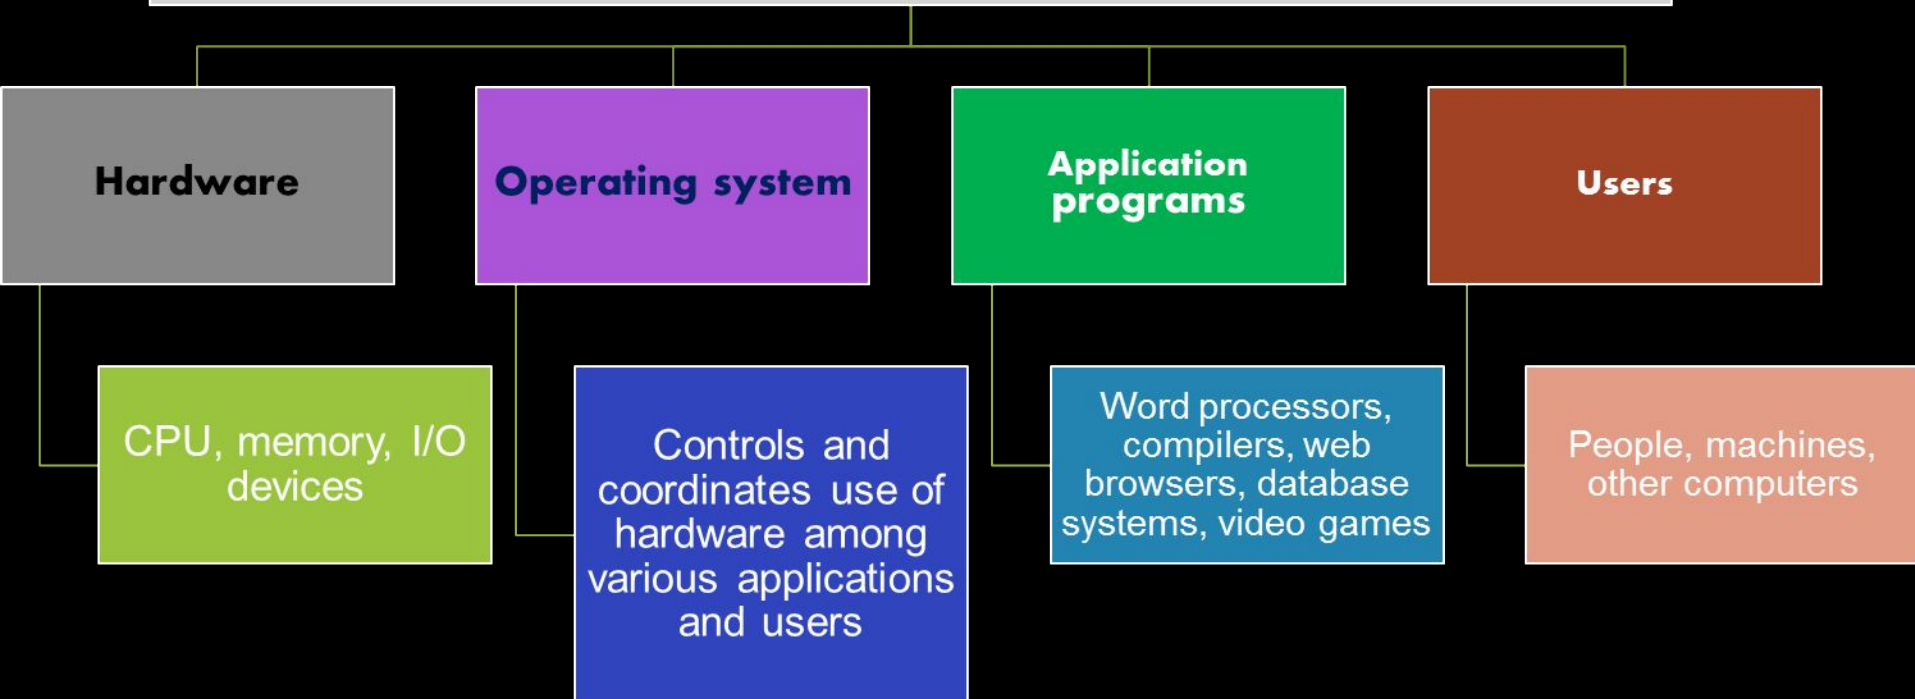 Hardware
Operating system
Application
programs
Users
CPU, memory, I/O
devices
Controls and
coordinates use of
hardware among
various applications
and users
Word processors,
compilers, web
browsers, database
systems, video games
People, machines,
other computers